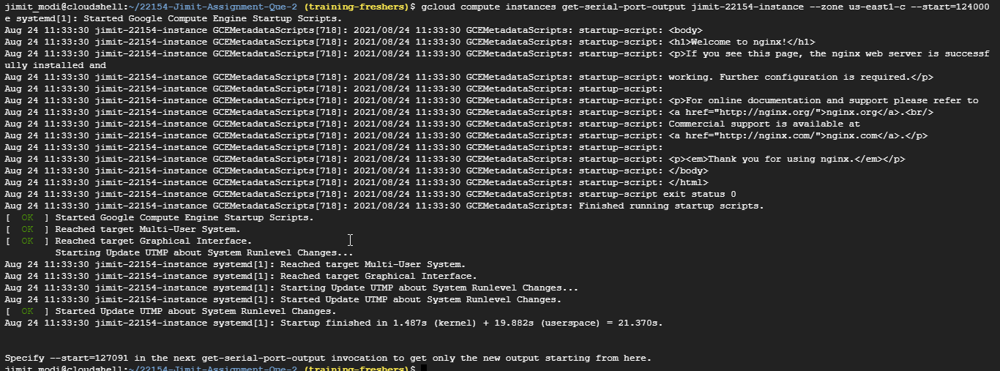 jimit_modi@cloudshell:~/22154-Jimit-Assignment-Que-2 (training-freshers)$ gcloud compute instances get-serial-port-output jimit-22154-instance --zone us-east1-c --start=124000
e systemd[1]: Started Google Compute Engine Startup Scripts.
Aug 24 11:33:30 jimit-22154-instance GCEMetadataScripts[718]: 2021/08/24 11:33:30 GCEMetadataScripts: startup-script: <body>
Aug 24 11:33:30 jimit-22154-instance GCEMetadataScripts[718]: 2021/08/24 11:33:30 GCEMetadataScripts: startup-script: <h1>Welcome to nginx!</h1>
Aug 24 11:33:30 jimit-22154-instance GCEMetadataScripts[718]: 2021/08/24 11:33:30 GCEMetadataScripts: startup-script: <p>If you see this page, the nginx web server is successf
ully installed and
Aug 24 11:33:30 jimit-22154-instance GCEMetadataScripts[718]: 2021/08/24 11:33:30 GCEMetadataScripts: startup-script: working. Further configuration is required.</p>
Aug 24 11:33:30 jimit-22154-instance GCEMetadataScripts[718]: 2021/08/24 11:33:30 GCEMetadataScripts: startup-script:
Aug 24 11:33:30 jimit-22154-instance GCEMetadataScripts[718]: 2021/08/24 11:33:30 GCEMetadataScripts: startup-script: <p>For online documentation and support please refer to
Aug 24 11:33:30 jimit-22154-instance GCEMetadataScripts[718]: 2021/08/24 11:33:30 GCEMetadataScripts: startup-script: <a href="http://nginx.org/">nginx.org</a>.<br/>
Aug 24 11:33:30 jimit-22154-instance GCEMetadataScripts[718]: 2021/08/24 11:33:30 GCEMetadataScripts: startup-script: Commercial support is available at
Aug 24 11:33:30 jimit-22154-instance GCEMetadataScripts[718]: 2021/08/24 11:33:30 GCEMetadataScripts: startup-script: <a href="http://nginx.com/">nginx.com</a>.</p>
Aug 24 11:33:30 jimit-22154-instance GCEMetadataScripts[718]: 2021/08/24 11:33:30 GCEMetadataScripts: startup-script:
Aug 24 11:33:30 jimit-22154-instance GCEMetadataScripts[718]: 2021/08/24 11:33:30 GCEMetadataScripts: startup-script: <p><em>Thank you for using nginx.</em></p>
Aug 24 11:33:30 jimit-22154-instance GCEMetadataScripts[718]: 2021/08/24 11:33:30 GCEMetadataScripts: startup-script: </body>
Aug 24 11:33:30 jimit-22154-instance GCEMetadataScripts[718]: 2021/08/24 11:33:30 GCEMetadataScripts: startup-script: </html>
Aug 24 11:33:30 jimit-22154-instance GCEMetadataScripts[718]: 2021/08/24 11:33:30 GCEMetadataScripts: startup-script exit status 0
Aug 24 11:33:30 jimit-22154-instance GCEMetadataScripts[718]: 2021/08/24 11:33:30 GCEMetadataScripts: Finished running startup scripts.
[  OK  ] Started Google Compute Engine Startup Scripts.
[  OK  ] Reached target Multi-User System.
[  OK  ] Reached target Graphical Interface.
         Starting Update UTMP about System Runlevel Changes...
Aug 24 11:33:30 jimit-22154-instance systemd[1]: Reached target Multi-User System.
Aug 24 11:33:30 jimit-22154-instance systemd[1]: Reached target Graphical Interface.
Aug 24 11:33:30 jimit-22154-instance systemd[1]: Starting Update UTMP about System Runlevel Changes...
Aug 24 11:33:30 jimit-22154-instance systemd[1]: Started Update UTMP about System Runlevel Changes.
[  OK  ] Started Update UTMP about System Runlevel Changes.
Aug 24 11:33:30 jimit-22154-instance systemd[1]: Startup finished in 1.487s (kernel) + 19.882s (userspace) = 21.370s.
Specify --start=127091 in the next get-serial-port-output invocation to get only the new output starting from here.
jimit_modi@cloudshell:~/22154-Jimit-Assignment-Que-2 (training-freshers)$